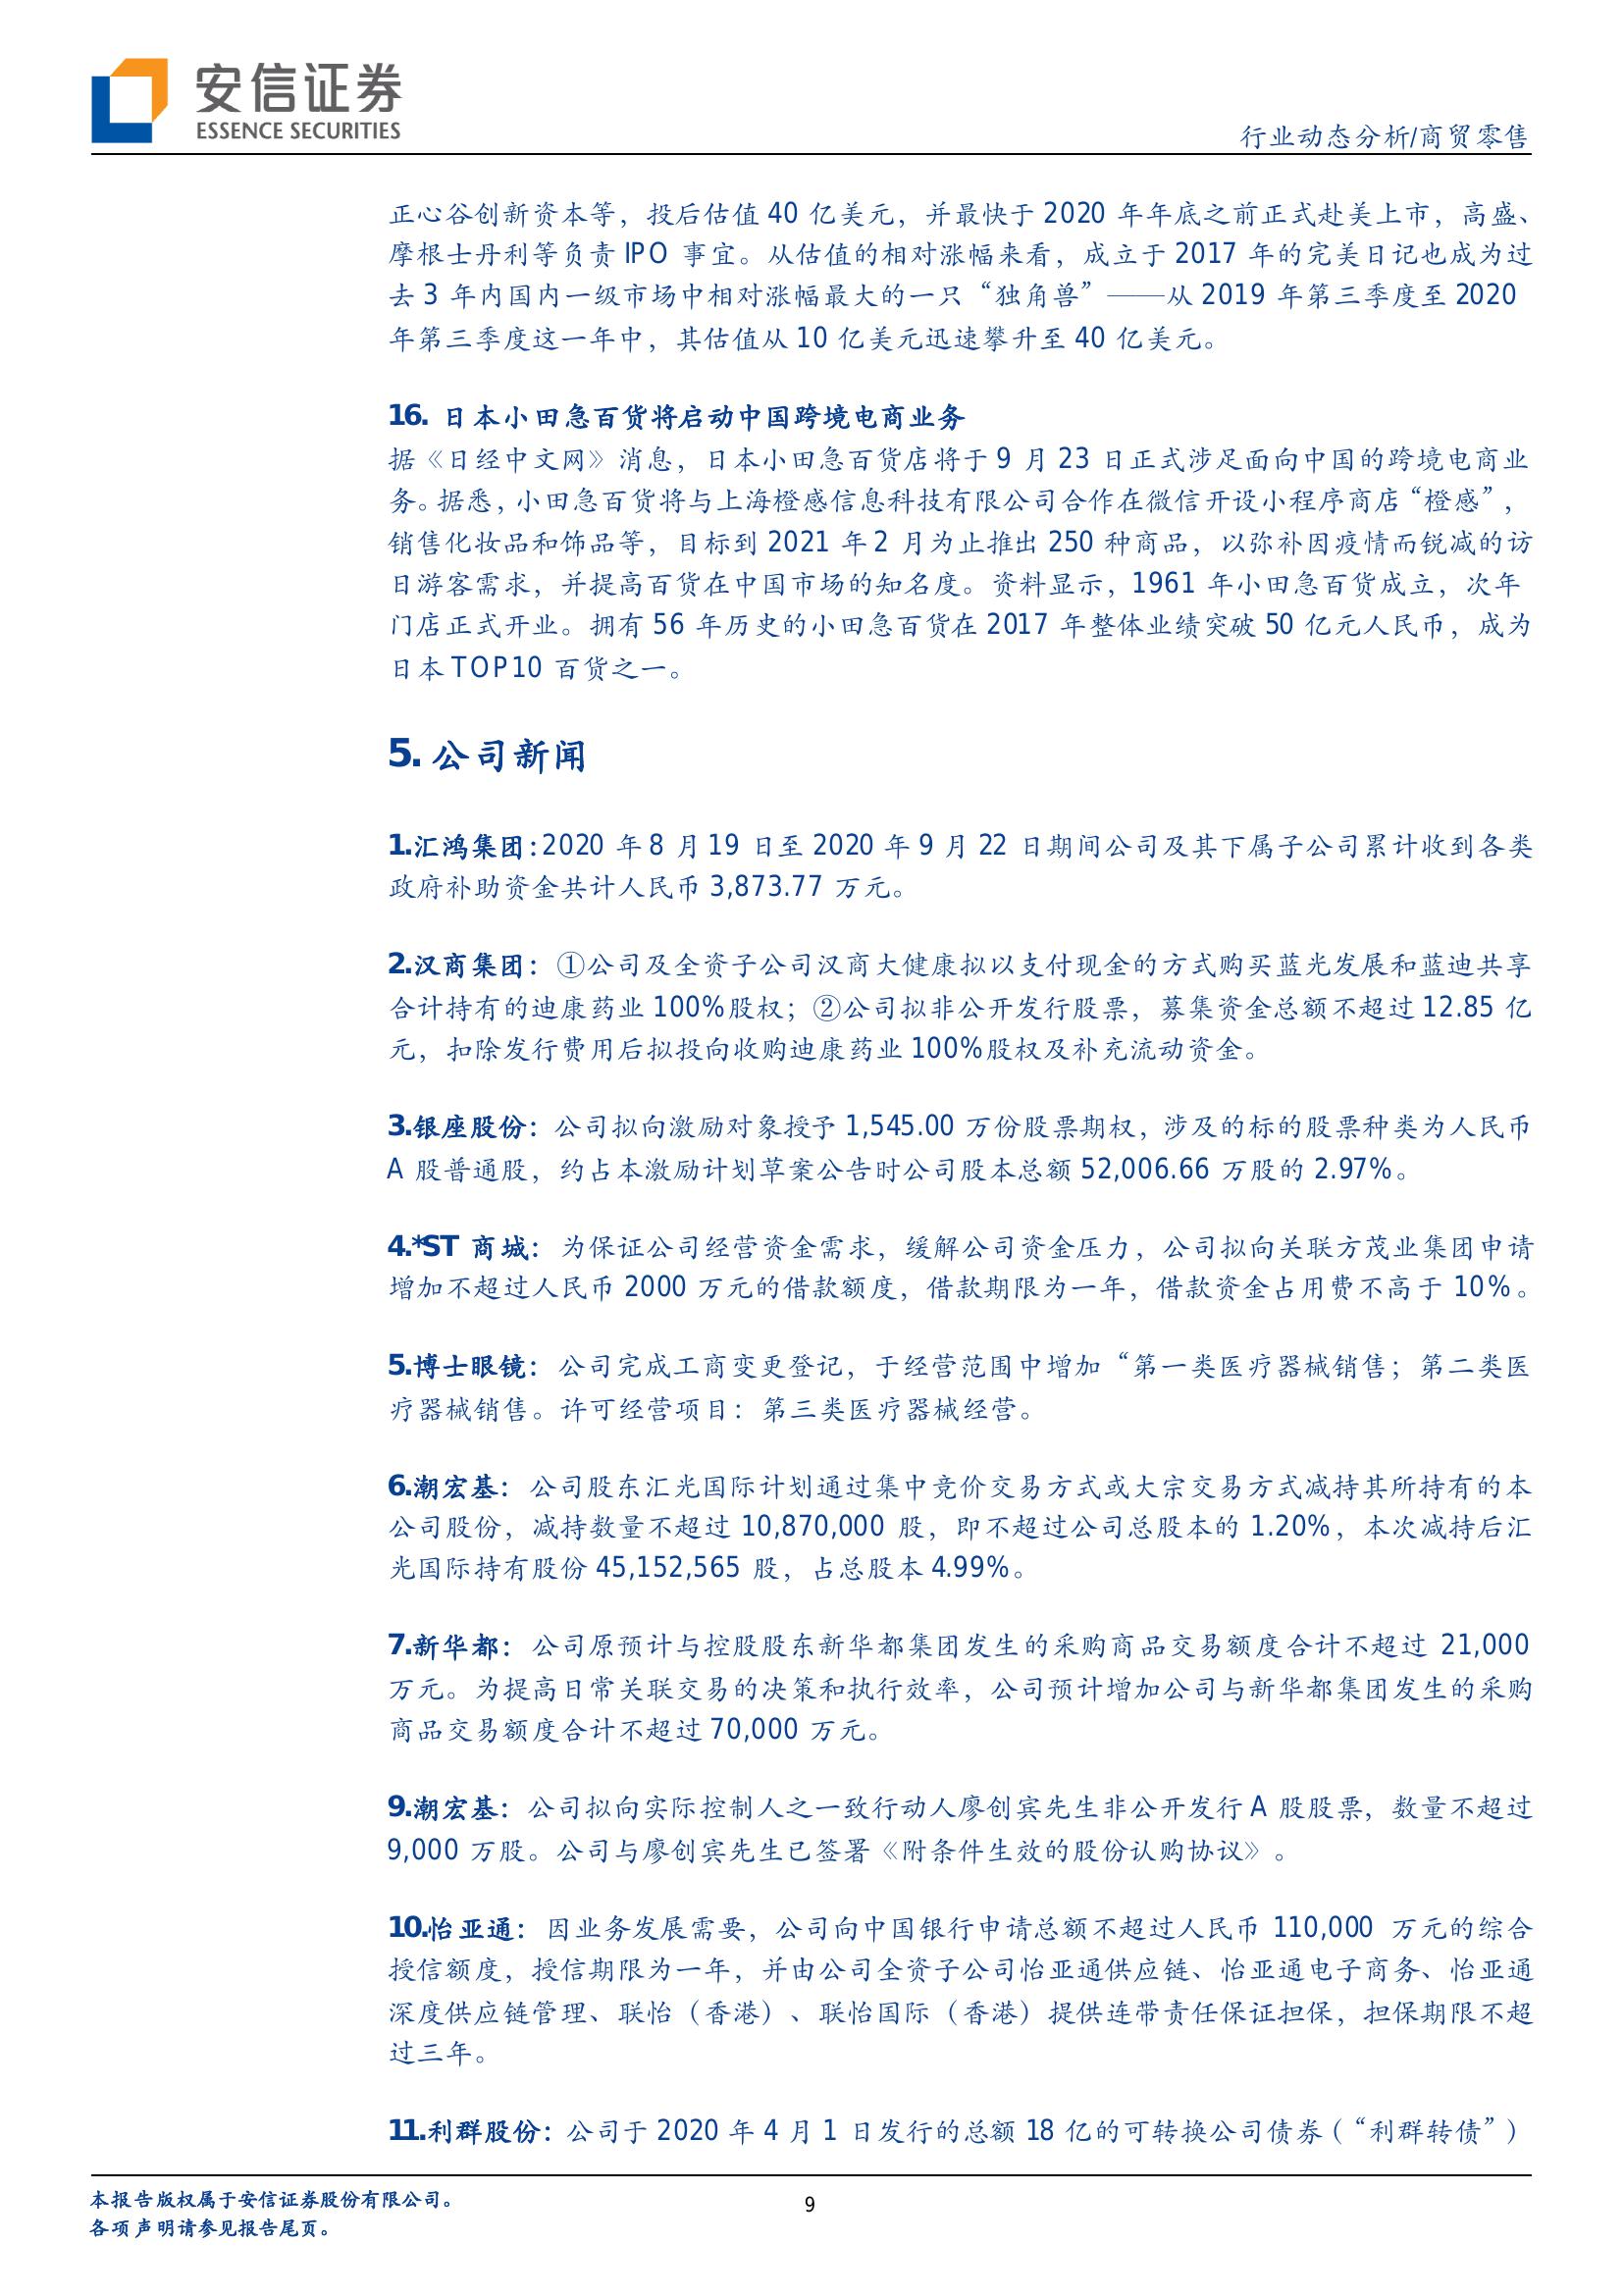 安信证券
ESSENCE SECURITIES
行业动态分析/商贸零售
正心谷创新资本等，投后估值 40 亿美元，并最快于 2020 年年底之前正式赴美上市，高盛、
摩根士丹利等负责 IPO 事宜。从估值的相对涨幅来看，成立于 2017 年的完美日记也成为过
去 3 年内国内一级市场中相对涨幅最大的一只“独角兽”——从 2019 年第三季度至 2020
年第三季度这一年中，其估值从 10 亿美元迅速攀升至 40 亿美元。
16. 日本小田急百货将启动中国跨境电商业务
据《日经中文网》消息，日本小田急百货店将于 9 月 23 日正式涉足面向中国的跨境电商业
务。据悉，小田急百货将与上海橙感信息科技有限公司合作在微信开设小程序商店“橙感”，
销售化妆品和饰品等，目标到 2021 年 2 月为止推出 250 种商品，以弥补因疫情而锐减的访
日游客需求，并提高百货在中国市场的知名度。资料显示，1961 年小田急百货成立，次年
门店正式开业。拥有 56 年历史的小田急百货在 2017 年整体业绩突破 50 亿元人民币，成为
日本 TOP10 百货之一。
5. 公司新闻
1.汇鸿集团：2020 年 8 月 19 日至 2020 年 9 月 22 日期间公司及其下属子公司累计收到各类
政府补助资金共计人民币 3,873.77 万元。
2.汉商集团：①公司及全资子公司汉商大健康拟以支付现金的方式购买蓝光发展和蓝迪共享
合计持有的迪康药业 100%股权；②公司拟非公开发行股票，募集资金总额不超过 12.85 亿
元，扣除发行费用后拟投向收购迪康药业 100%股权及补充流动资金。
3.银座股份：公司拟向激励对象授予 1,545.00 万份股票期权，涉及的标的股票种类为人民币
A 股普通股，约占本激励计划草案公告时公司股本总额 52,006.66 万股的 2.97%。
4.*ST 商城：为保证公司经营资金需求，缓解公司资金压力，公司拟向关联方茂业集团申请
增加不超过人民币 2000 万元的借款额度，借款期限为一年，借款资金占用费不高于 10%。
5.博士眼镜：公司完成工商变更登记，于经营范围中增加“第一类医疗器械销售；第二类医
疗器械销售。许可经营项目：第三类医疗器械经营。
6.潮宏基：公司股东汇光国际计划通过集中竞价交易方式或大宗交易方式减持其所持有的本
公司股份，减持数量不超过 10,870,000 股，即不超过公司总股本的 1.20%，本次减持后汇
光国际持有股份 45,152,565 股，占总股本 4.99%。
7.新华都：公司原预计与控股股东新华都集团发生的采购商品交易额度合计不超过 21,000
万元。为提高日常关联交易的决策和执行效率，公司预计增加公司与新华都集团发生的采购
商品交易额度合计不超过 70,000 万元。
9.潮宏基：公司拟向实际控制人之一致行动人廖创宾先生非公开发行 A 股股票，数量不超过
9,000 万股。公司与廖创宾先生已签署《附条件生效的股份认购协议》。
10.怡亚通：因业务发展需要，公司向中国银行申请总额不超过人民币 110,000 万元的综合
授信额度，授信期限为一年，并由公司全资子公司怡亚通供应链、怡亚通电子商务、怡亚通
深度供应链管理、联怡（香港）、联怡国际（香港）提供连带责任保证担保，担保期限不超
过三年。
11.利群股份：公司于 2020 年 4 月 1 日发行的总额 18 亿的可转换公司债券（“利群转债”）
本报告版权属于安信证券股份有限公司。
9
各项声明请参见报告尾页。